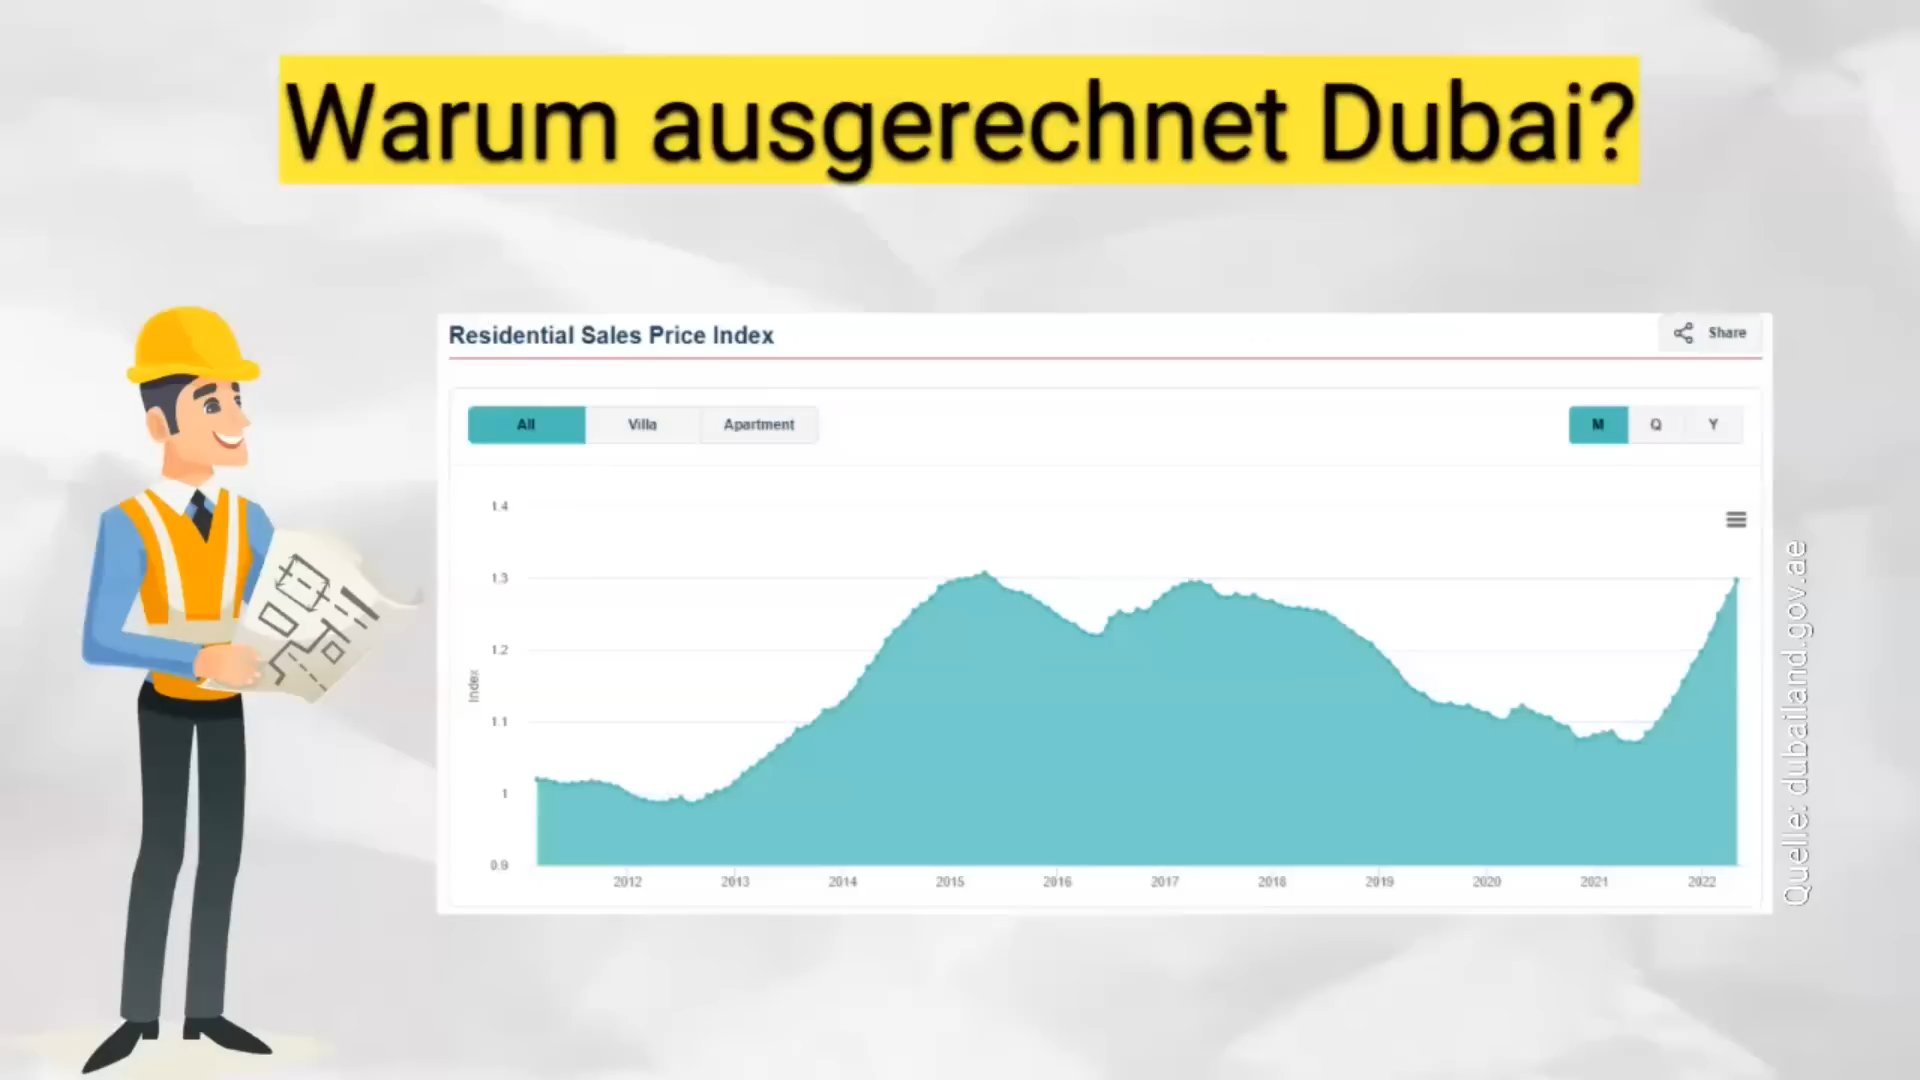 Warum ausgerechnet Dubai?
Residential Sales Price Index
Share
All Villa Apartment
M Q Y
1.4
1.3
1.2
1.1
1
0.9
Index
2012 2013 2014 2015 2016 2017 2018 2019 2020 2021 2022
Quelle: dubailand.gov.ae